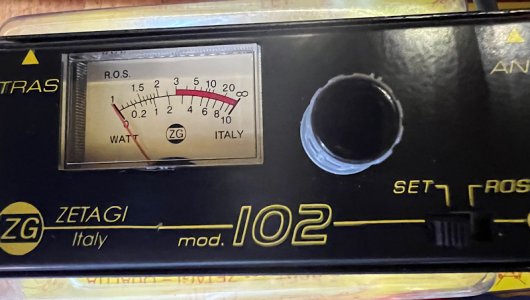 TRAS
AN
R.O.S.
1 1.5 2 3 5 10 20 ∞
0 0.2 1 2 4 6 8 10
WATT ZG ITALY
SET ROS
ZG ZETAGI
Italy
mod. 102